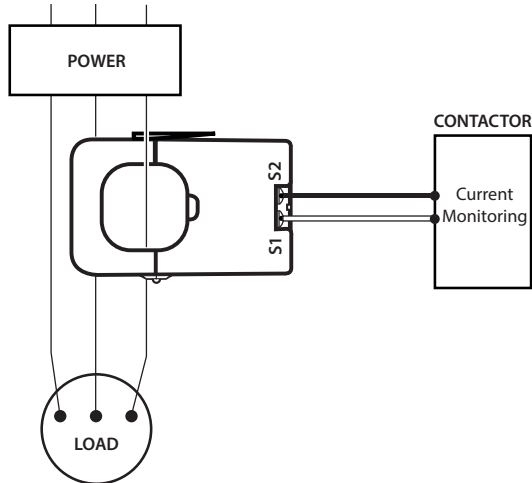 POWER
CONTACTOR
S2
Current
Monitoring
S1
LOAD